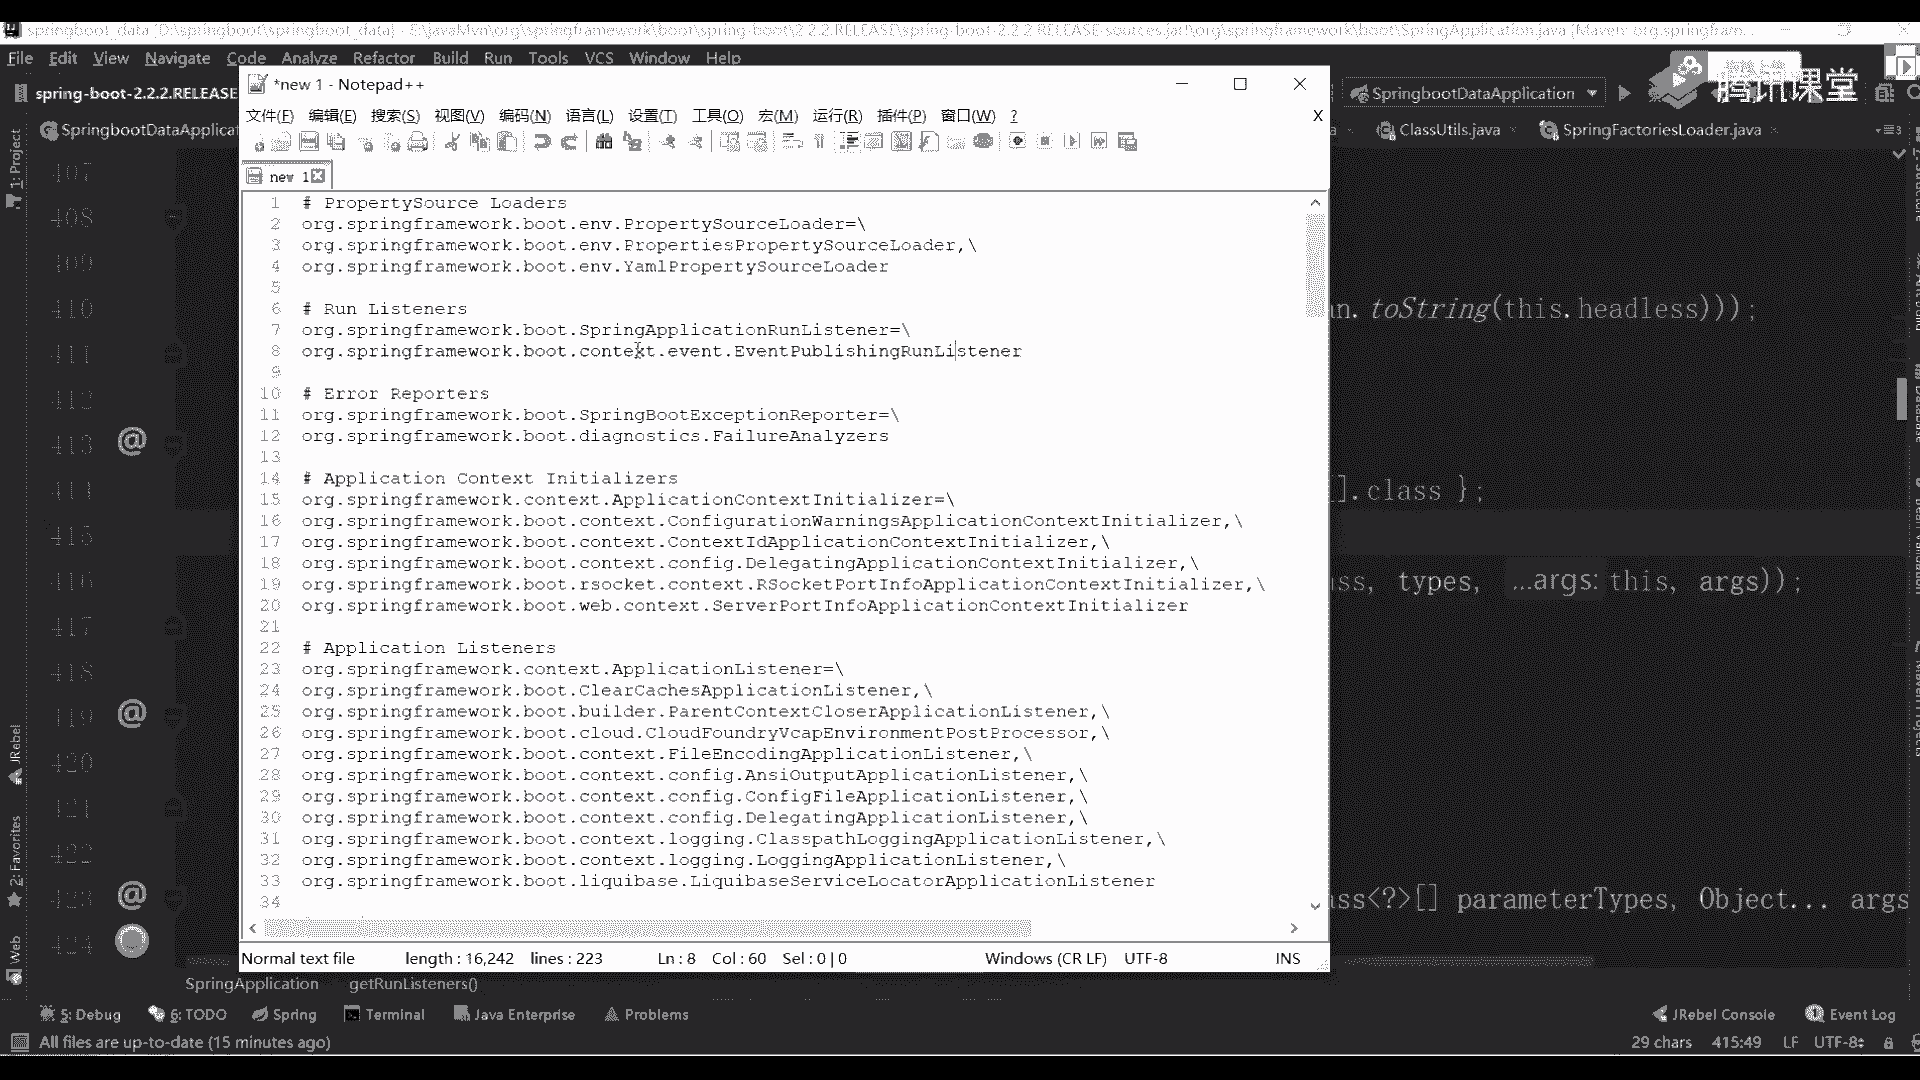 springboot_data [D:\springboot\springboot_data] - E:\javaMvn\org\springframework\boot\spring-boot\2.2.2.RELEASE\spring-boot-2.2.2.RELEASE-sources.jar!\org\springframework\boot\SpringApplication.java [Maven: org.springfram...
File Edit View Navigate Code Analyze Refactor Build Run Tools VCS Window Help
spring-boot-2.2.2.RELEASE
SpringbootDataApplication
腾讯课堂
SpringbootDataApplicat
ClassUtils.java
SpringFactoriesLoader.java
1: Project
JRebel
2: Favorites
Web
407
408
409
410
411
412
413
414
415
416
417
418
419
420
421
422
423
424
an.toString(this.headless)));
[].class };
ass, types, ...args: this, args));
ass<?>[] parameterTypes, Object... args
*new 1 - Notepad++
文件(F) 编辑(E) 搜索(S) 视图(V) 编码(N) 语言(L) 设置(T) 工具(O) 宏(M) 运行(R) 插件(P) 窗口(W) ? X
new 1
1 # PropertySource Loaders
2 org.springframework.boot.env.PropertySourceLoader=\
3 org.springframework.boot.env.PropertiesPropertySourceLoader,\
4 org.springframework.boot.env.YamlPropertySourceLoader
5
6 # Run Listeners
7 org.springframework.boot.SpringApplicationRunListener=\
8 org.springframework.boot.context.event.EventPublishingRunListener
9
10 # Error Reporters
11 org.springframework.boot.SpringBootExceptionReporter=\
12 org.springframework.boot.diagnostics.FailureAnalyzers
13
14 # Application Context Initializers
15 org.springframework.context.ApplicationContextInitializer=\
16 org.springframework.boot.context.ConfigurationWarningsApplicationContextInitializer,\
17 org.springframework.boot.context.ContextIdApplicationContextInitializer,\
18 org.springframework.boot.context.config.DelegatingApplicationContextInitializer,\
19 org.springframework.boot.rsocket.context.RSocketPortInfoApplicationContextInitializer,\
20 org.springframework.boot.web.context.ServerPortInfoApplicationContextInitializer
21
22 # Application Listeners
23 org.springframework.context.ApplicationListener=\
24 org.springframework.boot.ClearCachesApplicationListener,\
25 org.springframework.boot.builder.ParentContextCloserApplicationListener,\
26 org.springframework.boot.cloud.CloudFoundryVcapEnvironmentPostProcessor,\
27 org.springframework.boot.context.FileEncodingApplicationListener,\
28 org.springframework.boot.context.config.AnsiOutputApplicationListener,\
29 org.springframework.boot.context.config.ConfigFileApplicationListener,\
30 org.springframework.boot.context.config.DelegatingApplicationListener,\
31 org.springframework.boot.context.logging.ClasspathLoggingApplicationListener,\
32 org.springframework.boot.context.logging.LoggingApplicationListener,\
33 org.springframework.boot.liquibase.LiquibaseServiceLocatorApplicationListener
34
Normal text file length : 16,242 lines : 223 Ln : 8 Col : 60 Sel : 0 | 0 Windows (CR LF) UTF-8 INS
SpringApplication getRunListeners()
5: Debug 6: TODO Spring Terminal Java Enterprise Problems JRebel Console Event Log
All files are up-to-date (15 minutes ago) 29 chars 415:49 LF UTF-8